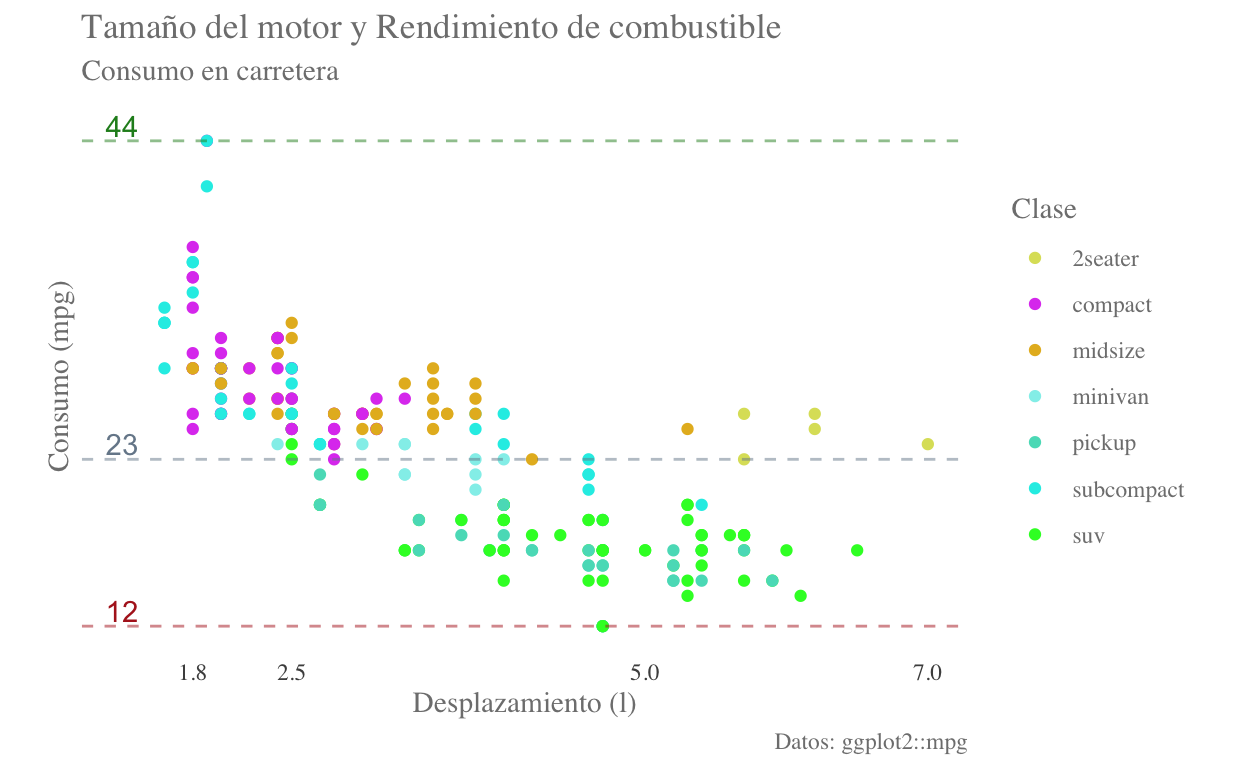 Tamaño del motor y Rendimiento de combustible
Consumo en carretera
44
23
12
Consumo (mpg)
1.8 2.5 5.0 7.0
Desplazamiento (l)
Clase
2seater
compact
midsize
minivan
pickup
subcompact
suv
Datos: ggplot2::mpg